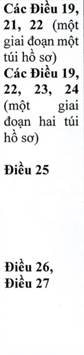 Các Điều 19,
21, 22 (một
giai đoạn một
túi hồ sơ)
Các Điều 19,
22, 23, 24
(một giai
đoạn hai túi
hồ sơ)
Điều 25
Điều 26,
Điều 27